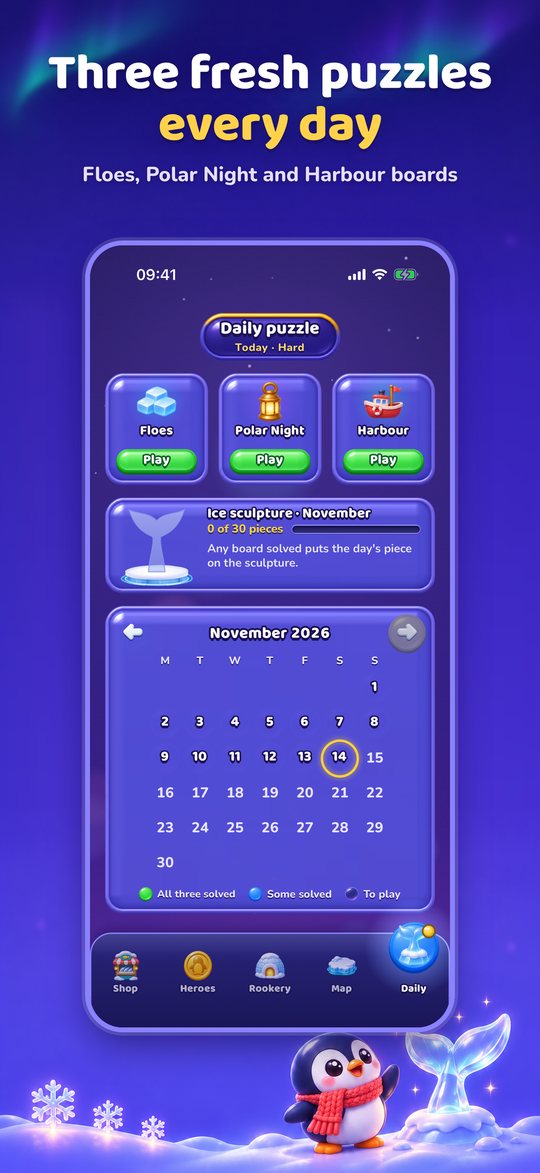 Three fresh puzzles
every day
Floes, Polar Night and Harbour boards
09:41
Daily puzzle
Today · Hard
Floes
Play
Polar Night
Play
Harbour
Play
Ice sculpture · November
0 of 30 pieces
Any board solved puts the day's piece
on the sculpture.
November 2026
M T W T F S S
1
2 3 4 5 6 7 8
9 10 11 12 13 14 15
16 17 18 19 20 21 22
23 24 25 26 27 28 29
30
All three solved Some solved To play
Shop Heroes Rookery Map Daily